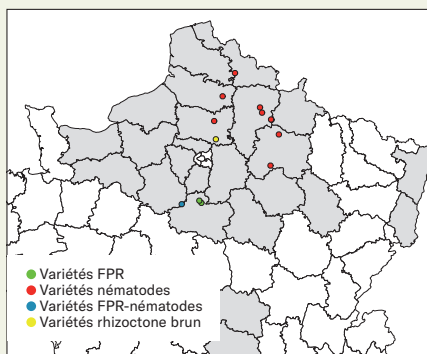 Variétés FPR
Variétés nématodes
Variétés FPR-nématodes
Variétés rhizoctone brun